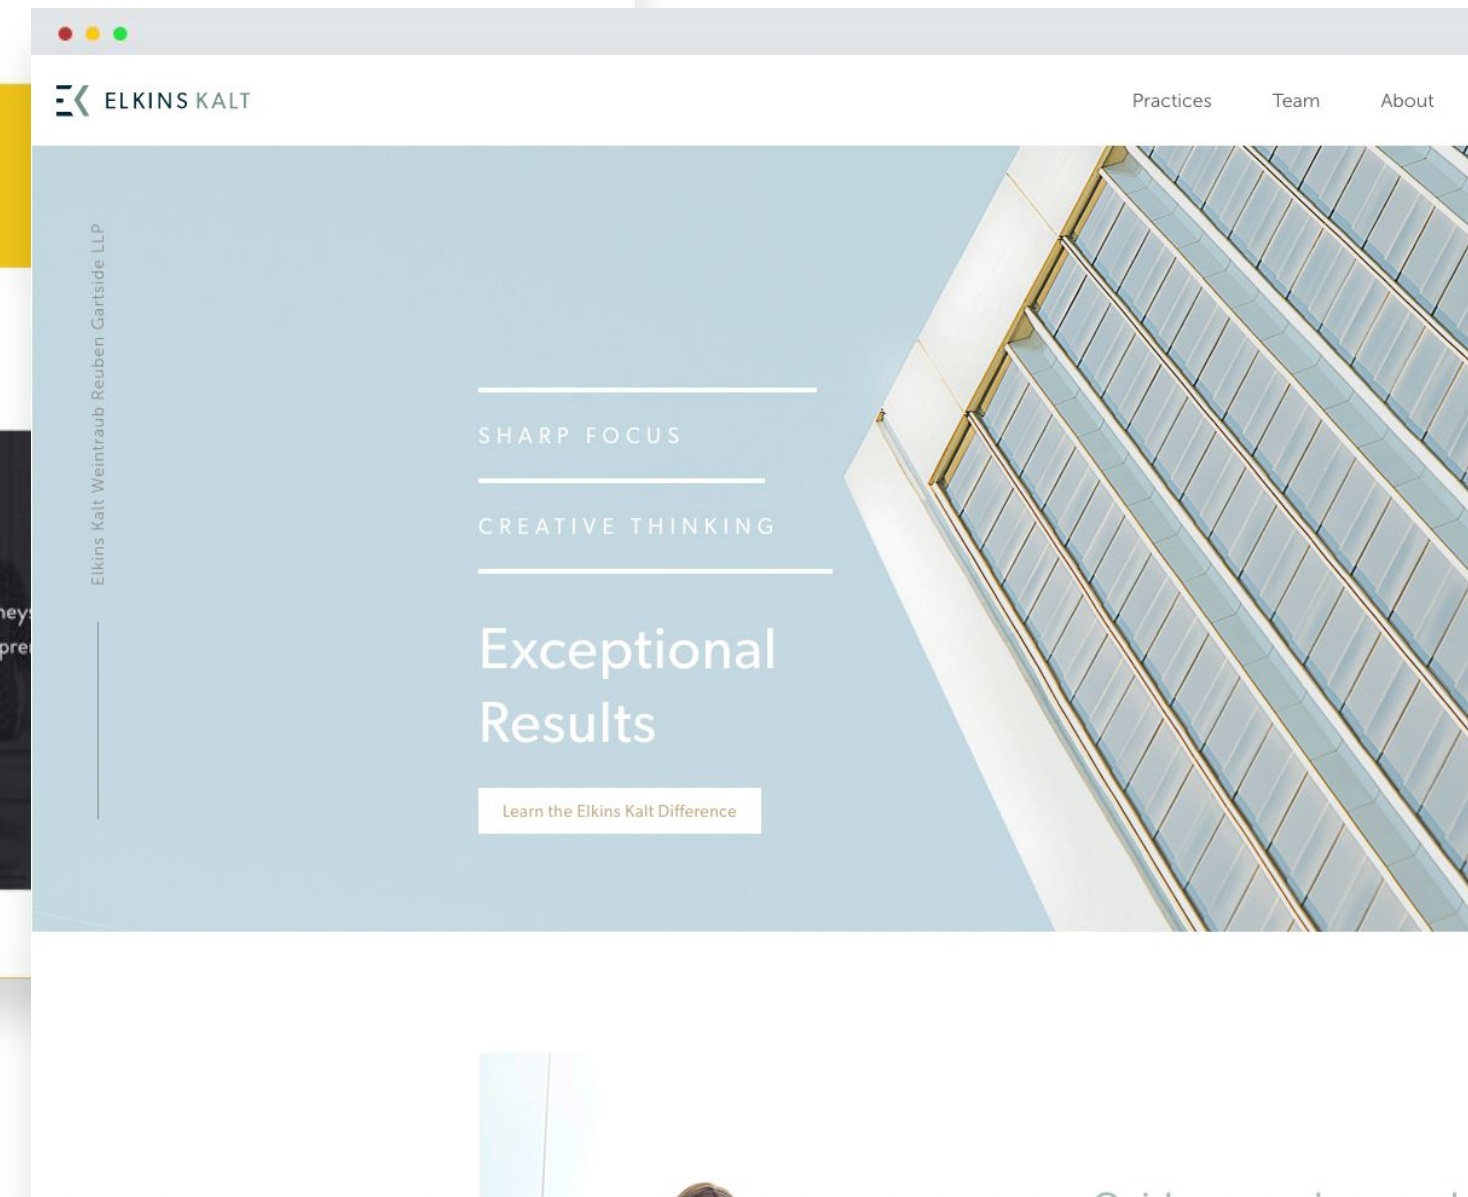 ELKINS KALT
Practices Team About
Elkins Kalt Weintraub Reuben Gartside LLP
SHARP FOCUS
CREATIVE THINKING
Exceptional
Results
Learn the Elkins Kalt Difference